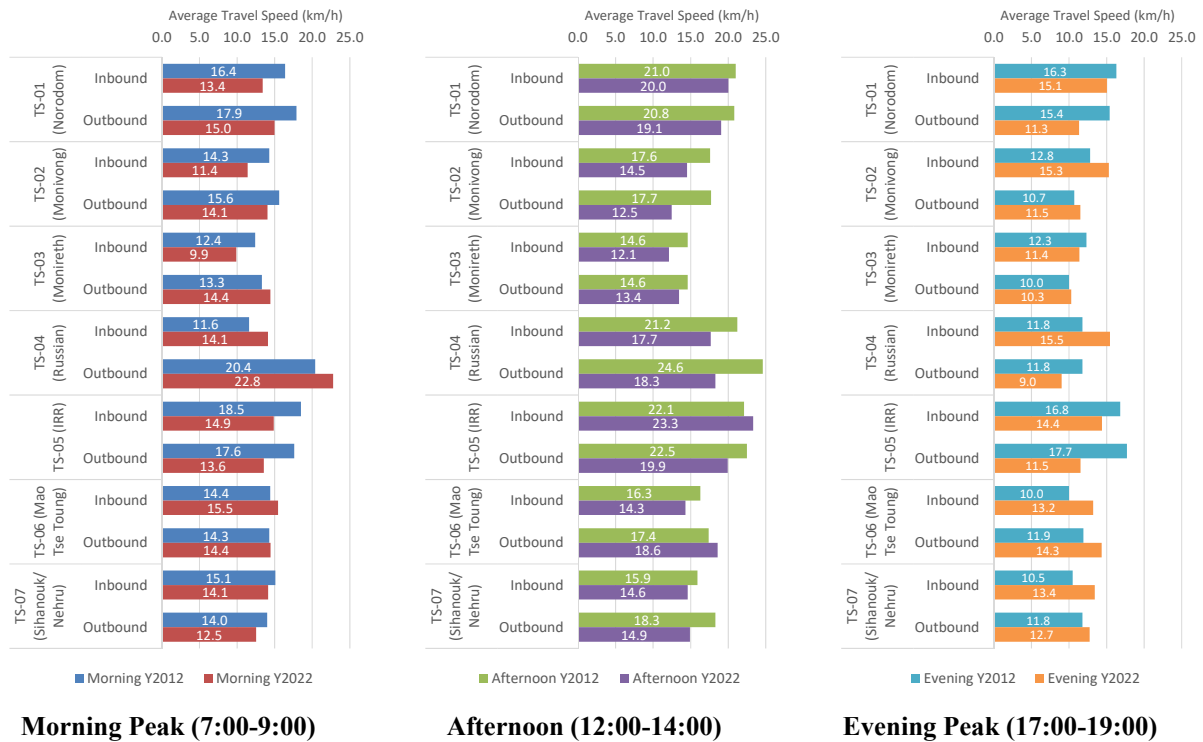 Average Travel Speed (km/h)
0.0 5.0 10.0 15.0 20.0 25.0
TS-01
(Norodom)
Inbound
16.4
13.4
Outbound
17.9
15.0
TS-02
(Monivong)
Inbound
14.3
11.4
Outbound
15.6
14.1
TS-03
(Monireth)
Inbound
12.4
9.9
Outbound
13.3
14.4
TS-04
(Russian)
Inbound
11.6
14.1
Outbound
20.4
22.8
TS-05 (IRR)
Inbound
18.5
14.9
Outbound
17.6
13.6
TS-06 (Mao
Tse Toung)
Inbound
14.4
15.5
Outbound
14.3
14.4
TS-07
(Sihanouk/
Nehru)
Inbound
15.1
14.1
Outbound
14.0
12.5
Morning Y2012 Morning Y2022
Morning Peak (7:00-9:00)
Average Travel Speed (km/h)
0.0 5.0 10.0 15.0 20.0 25.0
TS-01
(Norodom)
Inbound
21.0
20.0
Outbound
20.8
19.1
TS-02
(Monivong)
Inbound
17.6
14.5
Outbound
17.7
12.5
TS-03
(Monireth)
Inbound
14.6
12.1
Outbound
14.6
13.4
TS-04
(Russian)
Inbound
21.2
17.7
Outbound
24.6
18.3
TS-05 (IRR)
Inbound
22.1
23.3
Outbound
22.5
19.9
TS-06 (Mao
Tse Toung)
Inbound
16.3
14.3
Outbound
17.4
18.6
TS-07
(Sihanouk/
Nehru)
Inbound
15.9
14.6
Outbound
18.3
14.9
Afternoon Y2012 Afternoon Y2022
Afternoon (12:00-14:00)
Average Travel Speed (km/h)
0.0 5.0 10.0 15.0 20.0 25.0
TS-01
(Norodom)
Inbound
16.3
15.1
Outbound
15.4
11.3
TS-02
(Monivong)
Inbound
12.8
15.3
Outbound
10.7
11.5
TS-03
(Monireth)
Inbound
12.3
11.4
Outbound
10.0
10.3
TS-04
(Russian)
Inbound
11.8
15.5
Outbound
11.8
9.0
TS-05 (IRR)
Inbound
16.8
14.4
Outbound
17.7
11.5
TS-06 (Mao
Tse Toung)
Inbound
10.0
13.2
Outbound
11.9
14.3
TS-07
(Sihanouk/
Nehru)
Inbound
10.5
13.4
Outbound
11.8
12.7
Evening Y2012 Evening Y2022
Evening Peak (17:00-19:00)